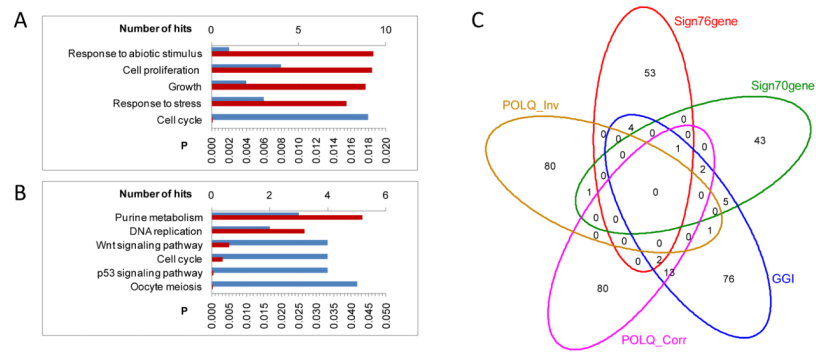 A
Number of hits
0 5 10
Response to abiotic stimulus
Cell proliferation
Growth
Response to stress
Cell cycle
P
0.000 0.002 0.004 0.006 0.008 0.010 0.012 0.014 0.016 0.018 0.020
B
Number of hits
0 2 4 6
Purine metabolism
DNA replication
Wnt signaling pathway
Cell cycle
p53 signaling pathway
Oocyte meiosis
P
0.000 0.005 0.010 0.015 0.020 0.025 0.030 0.035 0.040 0.045 0.050
C
Sign76gene
53
Sign70gene
POLQ_Inv
0
4 0
0 0 0
43
0 1 0
0
80
2
0
1
0
5
0 0
0 1
0 0 0
0 2
13
80
76
GGI
POLQ_Corr